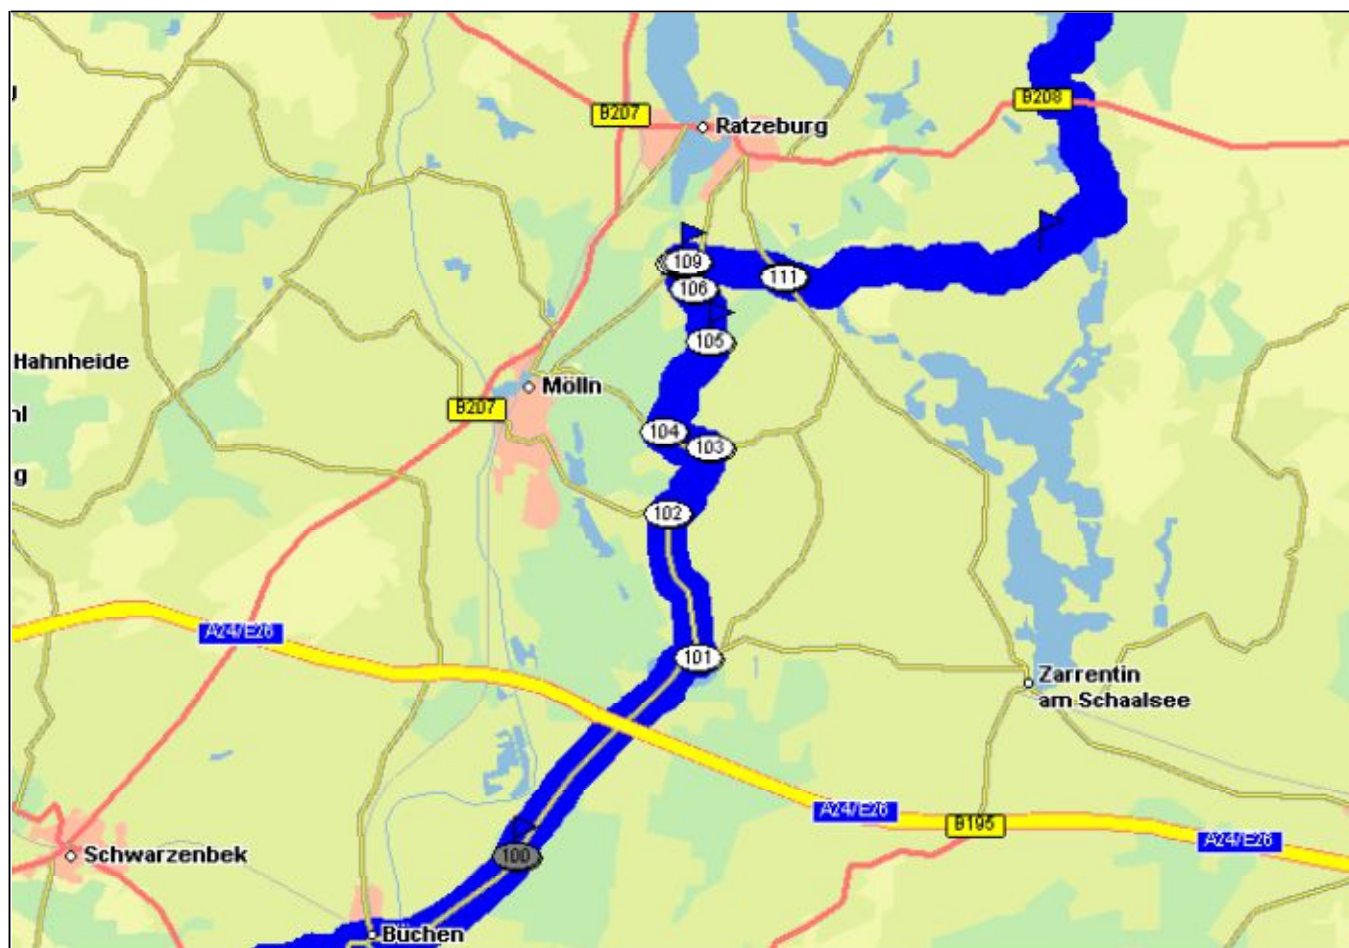 B208
B207
Ratzeburg
109
106
111
105
Hahnheide
Mölln
B207
nl
104
103
g
102
A24/E26
101
Zarrentin
am Schaalsee
A24/E26
B195
A24/E26
Schwarzenbek
100
Büchen